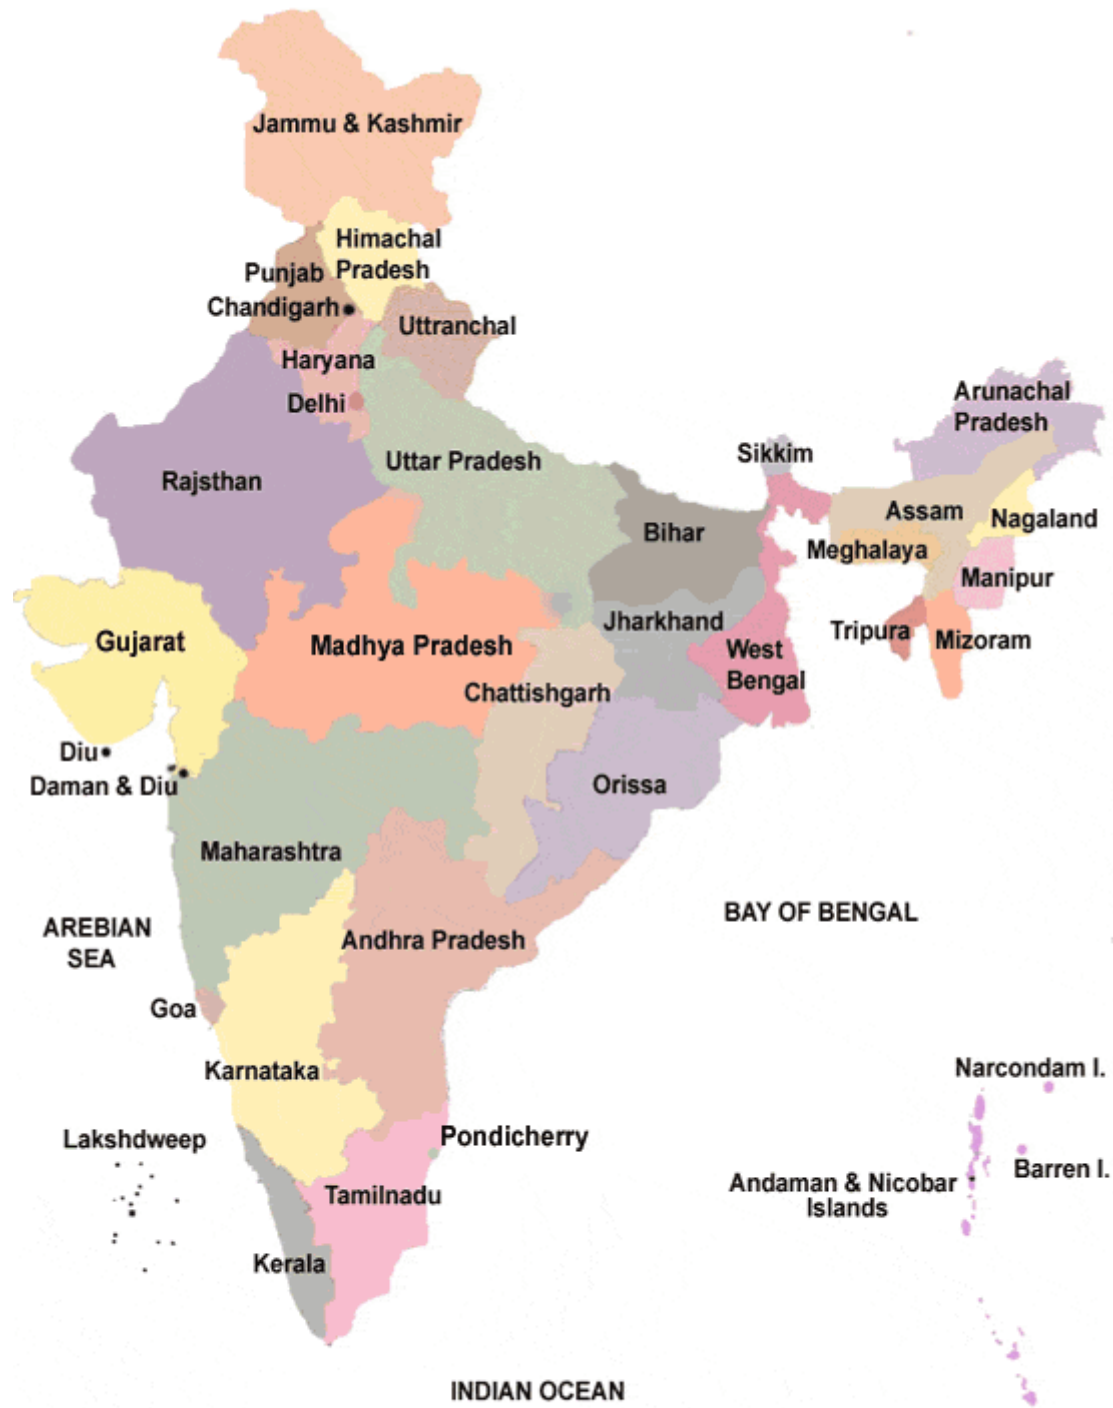 Jammu & Kashmir
Himachal
Pradesh
Punjab
Chandigarh
Uttranchal
Haryana
Delhi
Arunachal
Pradesh
Sikkim
Uttar Pradesh
Rajsthan
Assam
Nagaland
Bihar
Meghalaya
Manipur
Jharkhand
Tripura
Mizoram
Gujarat
Madhya Pradesh
West
Bengal
Chattishgarh
Diu
Daman & Diu
Orissa
Maharashtra
BAY OF BENGAL
AREBIAN
SEA
Andhra Pradesh
Goa
Karnataka
Narcondam I.
Lakshdweep
Pondicherry
Barren I.
Andaman & Nicobar
Islands
Tamilnadu
Kerala
INDIAN OCEAN